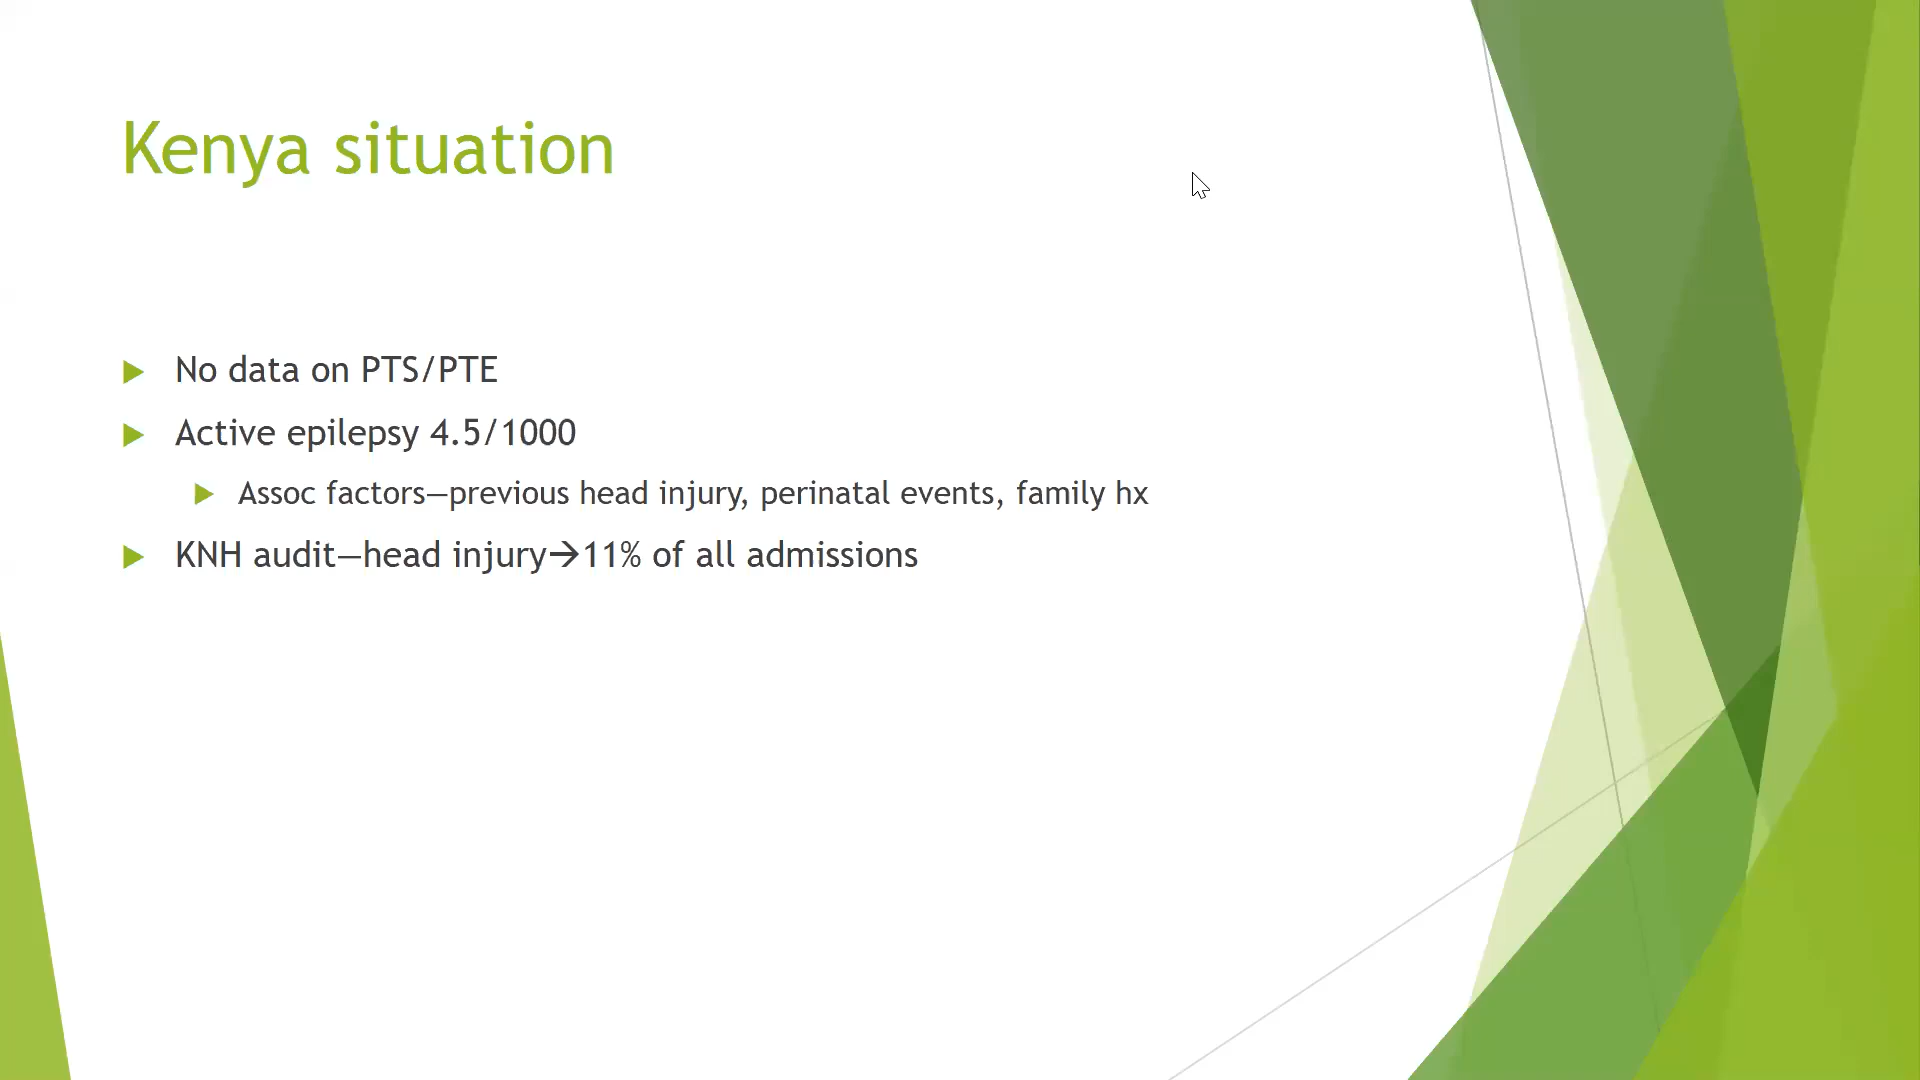 Kenya situation
No data on PTS/PTE
Active epilepsy 4.5/1000
Assoc factors—previous head injury, perinatal events, family hx
KNH audit—head injury→11% of all admissions